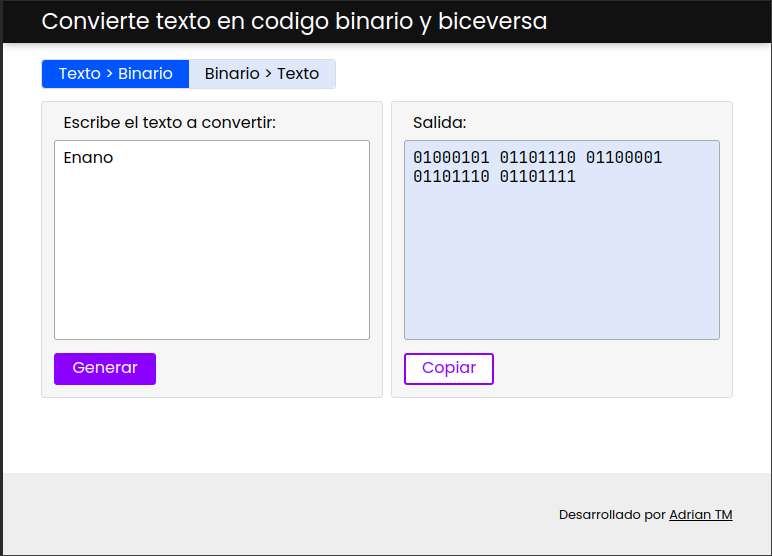 Convierte texto en codigo binario y biceversa
Texto > Binario
Binario > Texto
Escribe el texto a convertir:
Enano
Generar
Salida:
01000101 01101110 01100001
01101110 01101111
Copiar
Desarrollado por Adrian TM